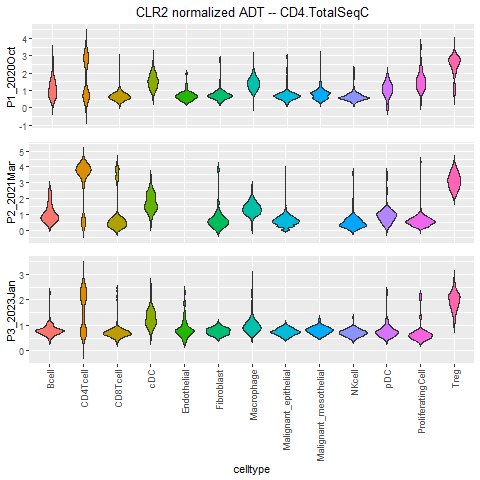 CLR2 normalized ADT -- CD4.TotalSeqC
P1_2020Oct
4
3
2
1
0
-1
P2_2021Mar
5
4
3
2
1
0
P3_2023Jan
3
2
1
0
Bcell
CD4Tcell
CD8Tcell
cDC
Endothelial
Fibroblast
Macrophage
Malignant_epithelial
Malignant_mesothelial
NKcell
pDC
ProliferatingCell
Treg
celltype